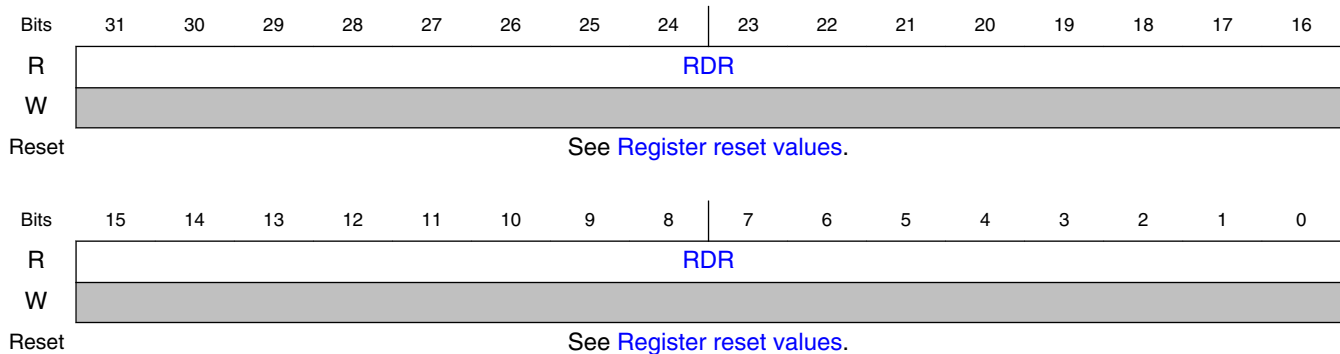 Bits 31 30 29 28 27 26 25 24 23 22 21 20 19 18 17 16
R RDR
W
Reset See Register reset values.
Bits 15 14 13 12 11 10 9 8 7 6 5 4 3 2 1 0
R RDR
W
Reset See Register reset values.